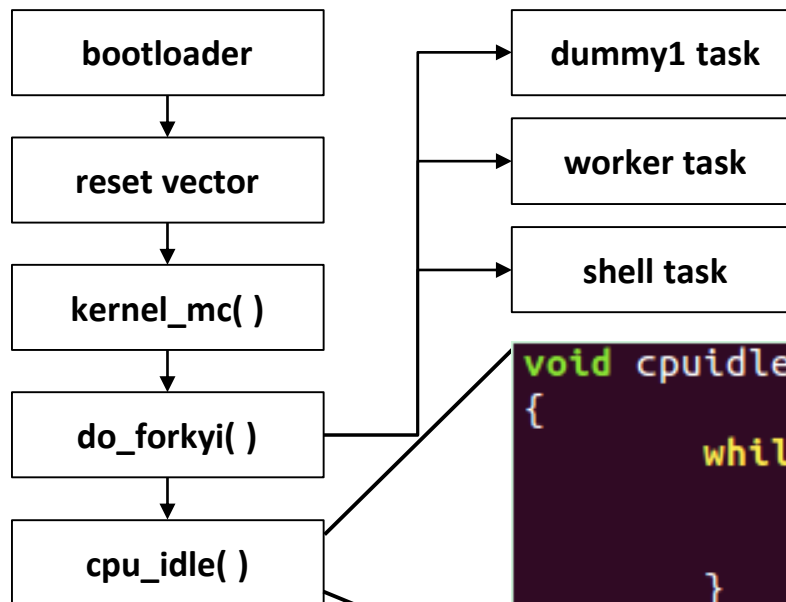 bootloader
reset vector
kernel_mc( )
do_forkyi( )
cpu_idle( )
dummy1 task
worker task
shell task
void cpuidle
{
whil
}